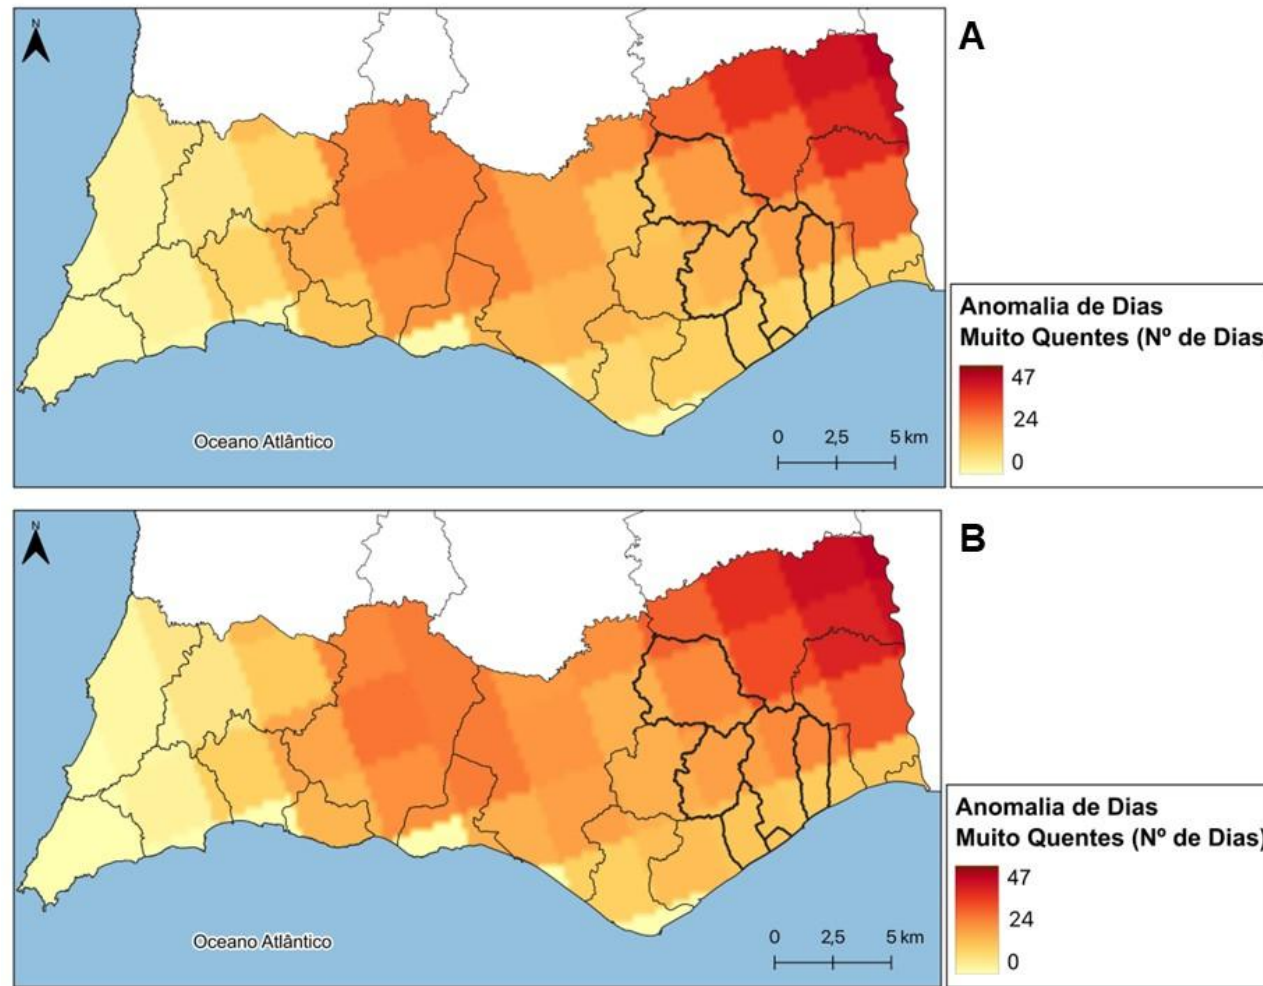 N
A
Anomalia de Dias
Muito Quentes (Nº de Dias
47
24
0
0 2,5 5 km
Oceano Atlântico
N
B
Anomalia de Dias
Muito Quentes (Nº de Dias)
47
24
0
0 2,5 5 km
Oceano Atlântico